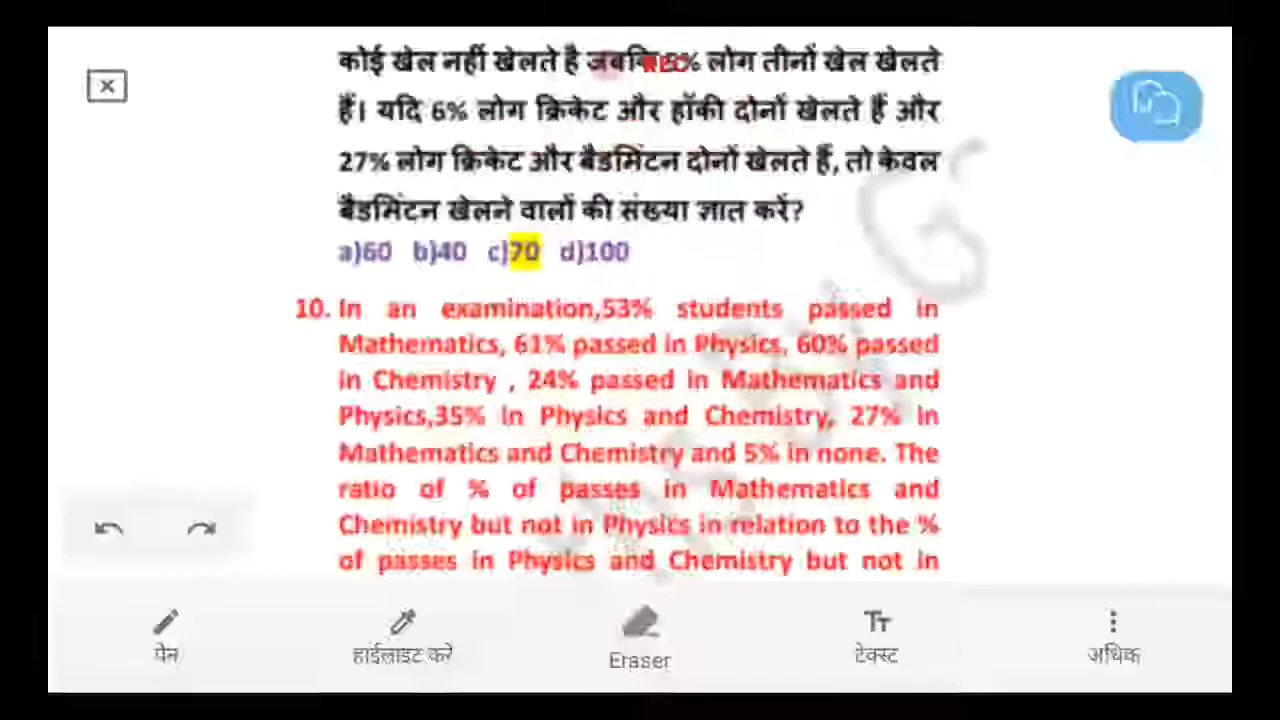 कोई खेल नहीं खेलते है जबकि % लोग तीनों खेल खेलते
हैं। यदि 6% लोग क्रिकेट और हॉकी दोनों खेलते हैं और
27% लोग क्रिकेट और बैडमिंटन दोनों खेलते हैं, तो केवल
बैडमिंटन खेलने वालों की संख्या ज्ञात करें?
a)60 b)40 c)70 d)100
10. In an examination,53% students passed in
Mathematics, 61% passed in Physics, 60% passed
in Chemistry , 24% passed in Mathematics and
Physics,35% in Physics and Chemistry, 27% in
Mathematics and Chemistry and 5% in none. The
ratio of % of passes in Mathematics and
Chemistry but not in Physics in relation to the %
of passes in Physics and Chemistry but not in
पेन
हाईलाइट करे
Eraser
Tт
टेक्स्ट
अधिक